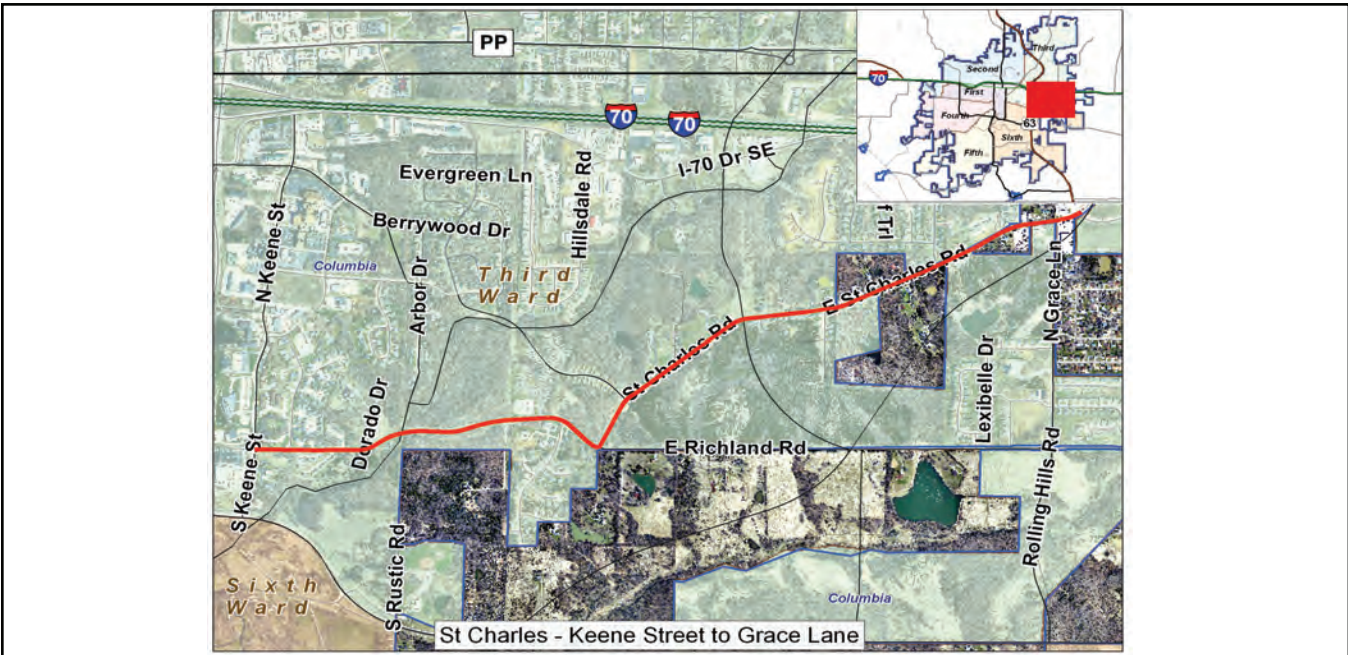 PP
70
70
I-70 Dr SE
Evergreen Ln
Hillsdale Rd
Berrywood Dr
N Keene St
Columbia
Third
Ward
Arbor Dr
f Trl
E St Charles Rd
N Grace Ln
St Charles Rd
Lexibelle Dr
Dorado Dr
S Keene St
E Richland Rd
Rolling Hills Rd
S Rustic Rd
Sixth
Ward
Columbia
St Charles - Keene Street to Grace Lane
Third
Second
70
First
Fourth
63
Sixth
Fifth